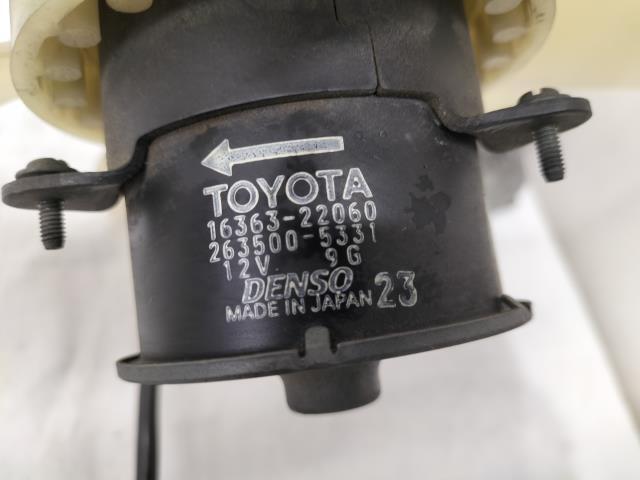 TOYOTA
16363-22060
263500-5331
12V 9G
DENSO
MADE IN JAPAN 23